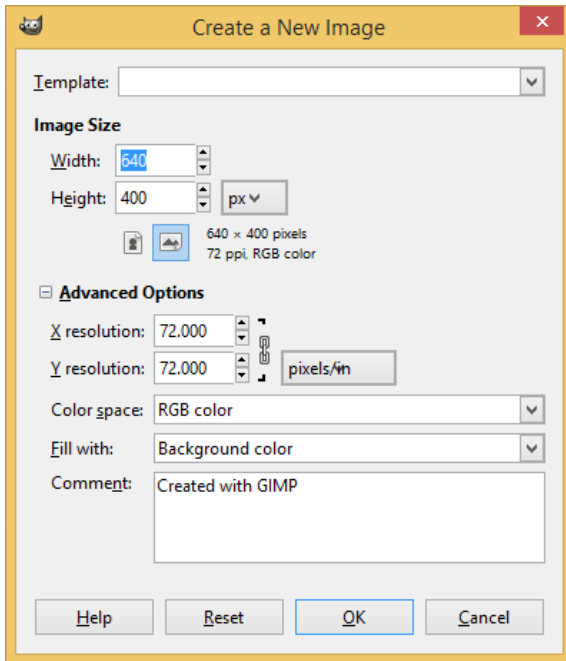 Create a New Image
Template:
Image Size
Width: 640
Height: 400 px
640 × 400 pixels
72 ppi, RGB color
Advanced Options
X resolution: 72.000
Y resolution: 72.000 pixels/in
Color space: RGB color
Fill with: Background color
Comment: Created with GIMP
Help Reset OK Cancel